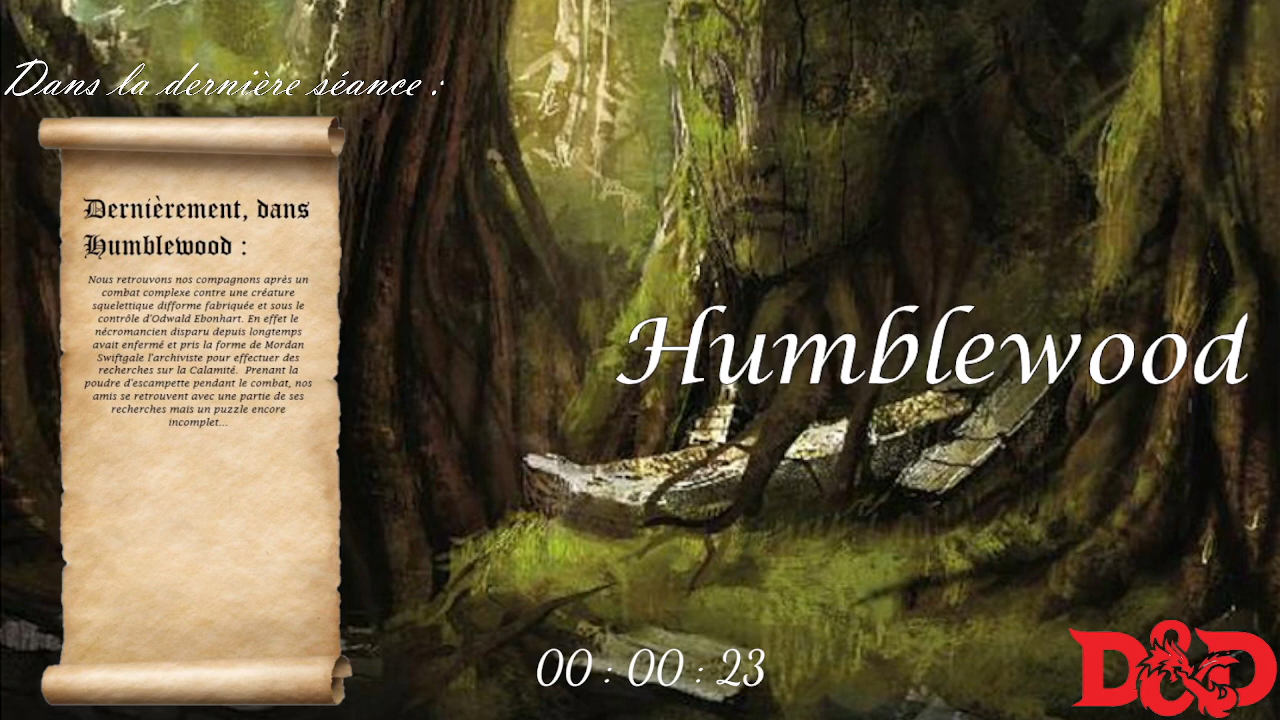 Dans la dernière séance :
Dernièrement, dans
Humblewood :
Nous retrouvons nos compagnons après un
combat complexe contre une créature
squelettique difforme fabriquée et sous le
contrôle d'Odwald Ebonhart. En effet le
nécromancien disparu depuis longtemps
avait enfermé et pris la forme de Mordan
Swiftgale l'archiviste pour effectuer des
recherches sur la Calamité. Prenant la
poudre d'escampette pendant le combat, nos
amis se retrouvent avec une partie de ses
recherches mais un puzzle encore
incomplet...
Humblewood
00 : 00 : 23
D&D